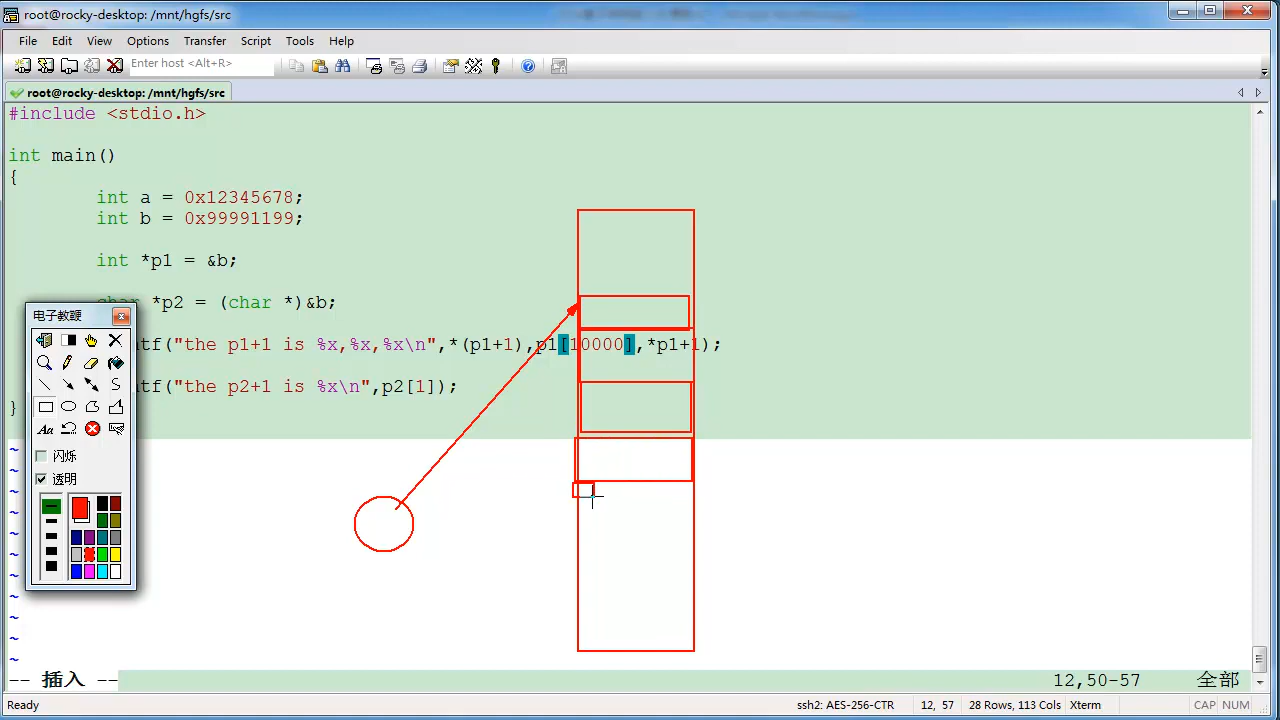 root@rocky-desktop: /mnt/hgfs/src
File Edit View Options Transfer Script Tools Help
Enter host <Alt+R>
root@rocky-desktop: /mnt/hgfs/src
#include <stdio.h>
int main()
{
int a = 0x12345678;
int b = 0x99991199;
int *p1 = &b;
char *p2 = (char *)&b;
tf("the p1+1 is %x,%x,%x\n",*(p1+1),p1[10000],*p1+1);
tf("the p2+1 is %x\n",p2[1]);
}
电子教鞭
Aa
闪烁
透明
~
~
~
~
~
~
~
~
~
~
~
-- 插入 --
12,50-57 全部
Ready
ssh2: AES-256-CTR 12, 57 28 Rows, 113 Cols Xterm CAP NUM